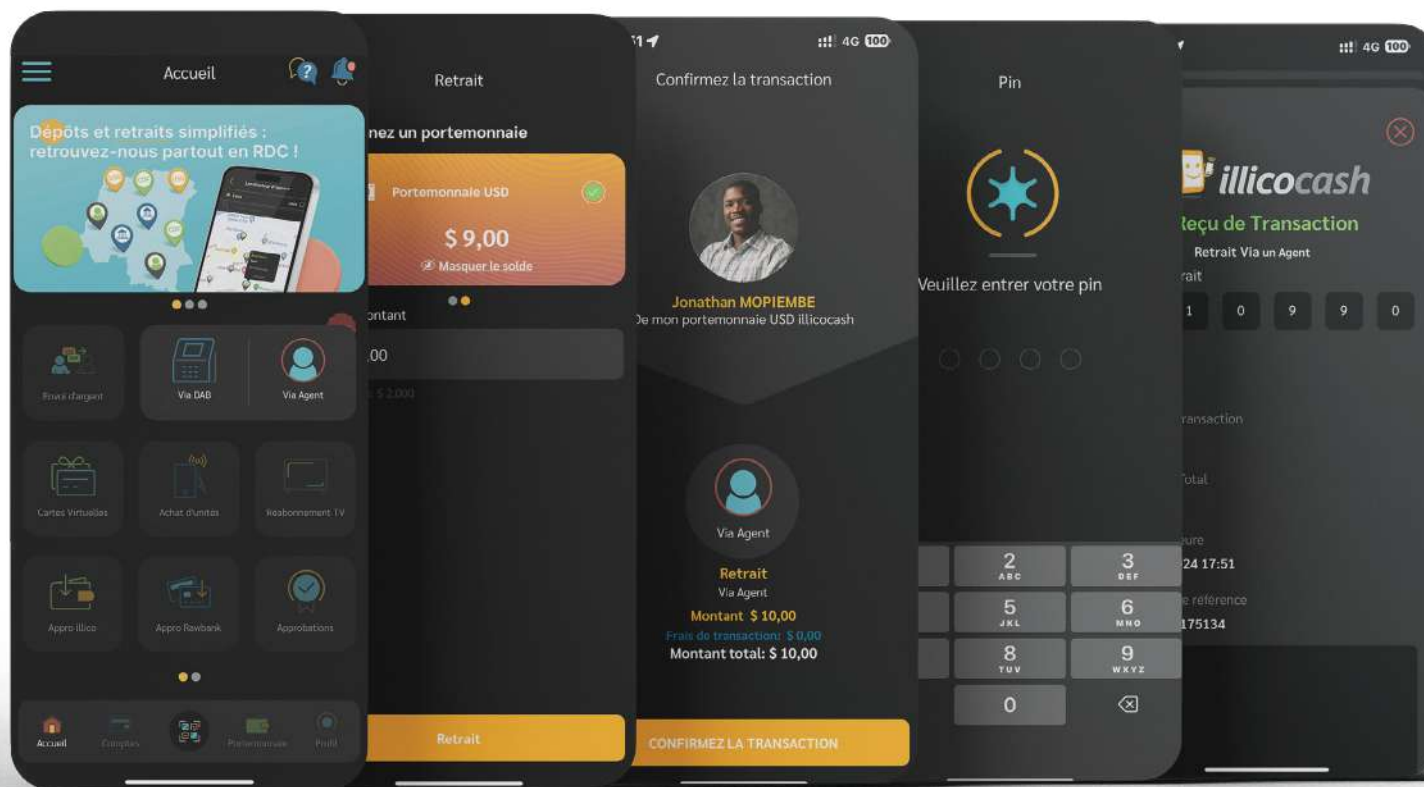 Accueil
Dépôts et retraits simplifiés :
retrouvez-nous partout en RDC !
Envoi d'argent
Via DAB
Via Agent
Cartes Virtuelles
Achat d'unités
Réabonnement TV
Appro illico
Appro Rawbank
Approbations
Accueil
Comptes
Portemonnaie
Profil
Retrait
nez un portemonnaie
Portemonnaie USD
$ 9,00
Masquer le solde
ontant
,00
$ 2,000
Retrait
51
4G 100
Confirmez la transaction
Jonathan MOPIEMBE
De mon portemonnaie USD illicocash
Via Agent
Retrait
Via Agent
Montant $ 10,00
Frais de transaction: $ 0,00
Montant total: $ 10,00
CONFIRMEZ LA TRANSACTION
Pin
Veuillez entrer votre pin
2 ABC
3 DEF
5 JKL
6 MNO
8 TUV
9 WXYZ
0
4G 100
illicocash
Reçu de Transaction
Retrait Via un Agent
rait
1 0 9 9 0
ransaction
Total
eure
24 17:51
e référence
175134